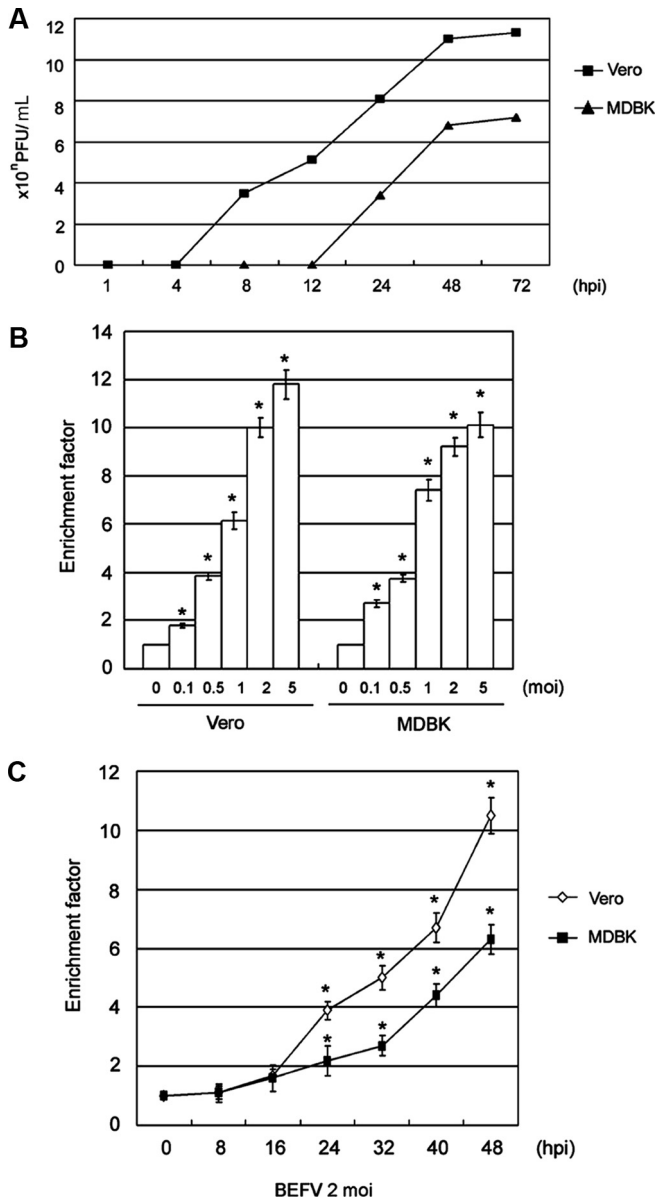 A
12
10
8
6
4
2
0
x10ⁿPFU/mL
1 4 8 12 24 48 72 (hpi)
Vero
MDBK
B
14
12
10
8
6
4
2
0
Enrichment factor
* * * * * * * * * *
0 0.1 0.5 1 2 5 0 0.1 0.5 1 2 5 (moi)
Vero MDBK
C
12
10
8
6
4
2
0
Enrichment factor
* * * * * * * *
0 8 16 24 32 40 48 (hpi)
BEFV 2 moi
Vero
MDBK